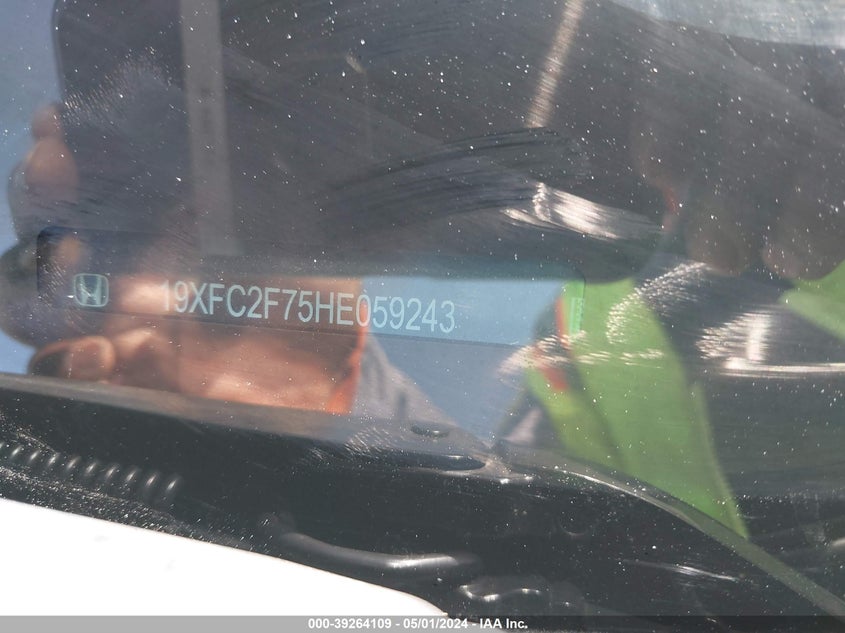 19XFC2F75HE059243
000-39264109 - 05/01/2024 - IAA Inc.